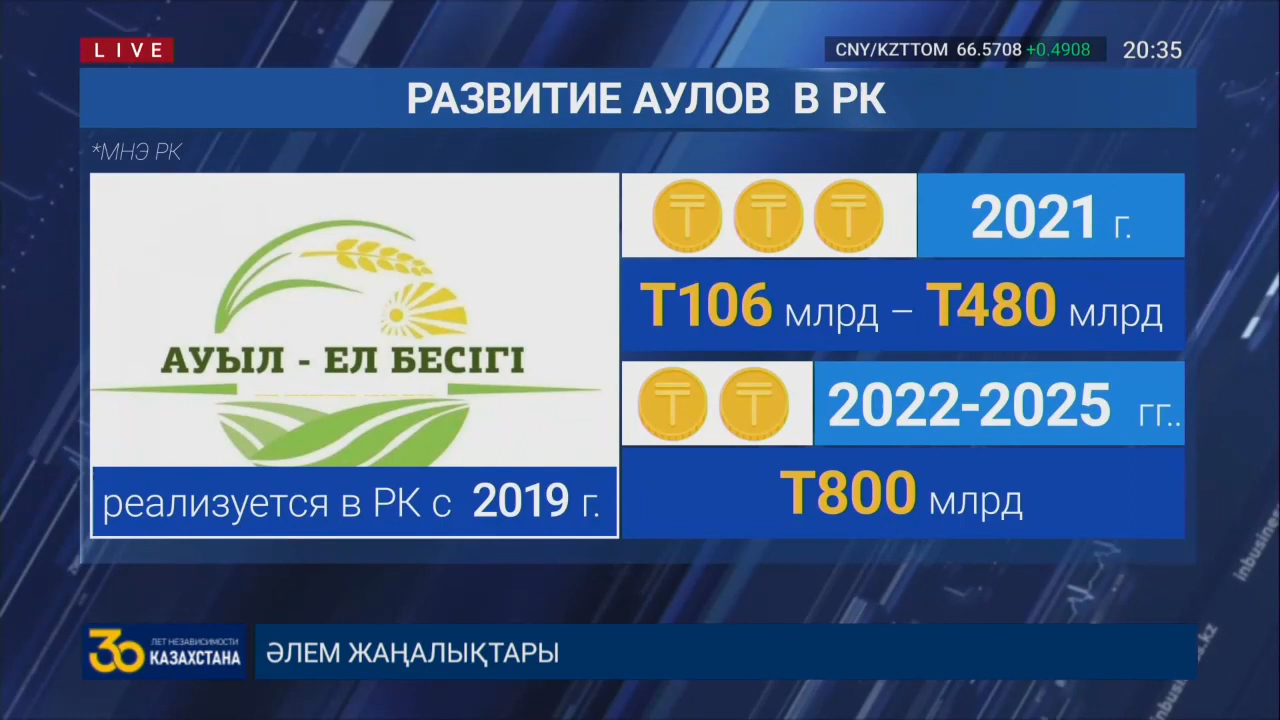 LIVE
CNY/KZTTOM 66.5708 +0.4908
20:35
РАЗВИТИЕ АУЛОВ В РК
*МНЭ РК
АУЫЛ - ЕЛ БЕСІГІ
реализуется в РК с 2019 г.
2021 г.
Т106 млрд – Т480 млрд
2022-2025 гг..
Т800 млрд
30 ЛЕТ НЕЗАВИСИМОСТИ
КАЗАХСТАНА
ӘЛЕМ ЖАҢАЛЫҚТАРЫ